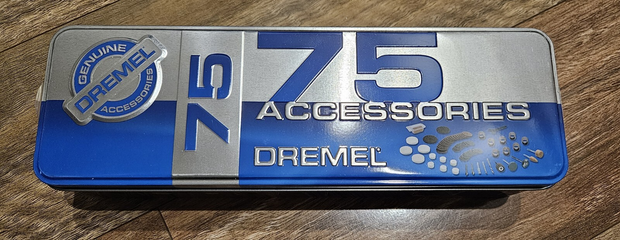 GENUINE
DREMEL
ACCESSORIES
75
75
ACCESSORIES
DREMEL